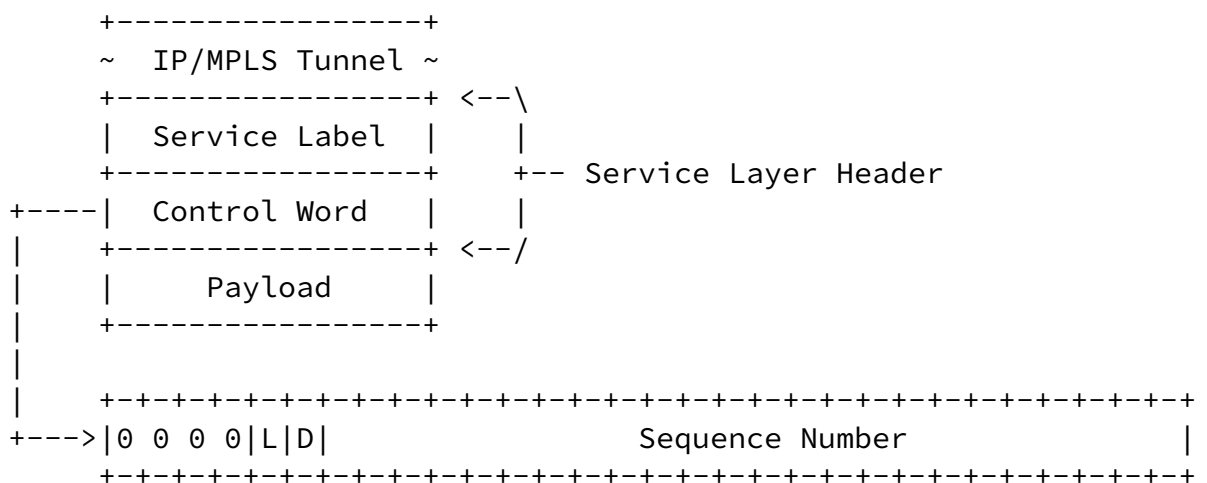 +-----------------+
~ IP/MPLS Tunnel ~
+-----------------+ <--\
| Service Label | |
+-----------------+ +-- Service Layer Header
+----| Control Word | |
| +-----------------+ <--/
| | Payload |
| +-----------------+
|
| +-+-+-+-+-+-+-+-+-+-+-+-+-+-+-+-+-+-+-+-+-+-+-+-+-+-+-+-+-+-+
+--->|0 0 0 0|L|D| Sequence Number |
+-+-+-+-+-+-+-+-+-+-+-+-+-+-+-+-+-+-+-+-+-+-+-+-+-+-+-+-+-+-+